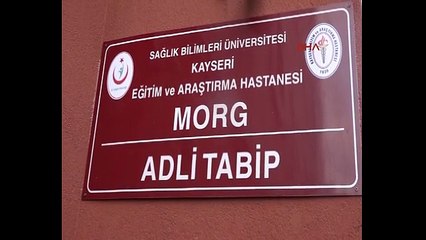 SAĞLIK BİLİMLERİ ÜNİVERSİTESİ
KAYSERİ
EĞİTİM ve ARAŞTIRMA HASTANESİ
MORG
ADLİ TABİP